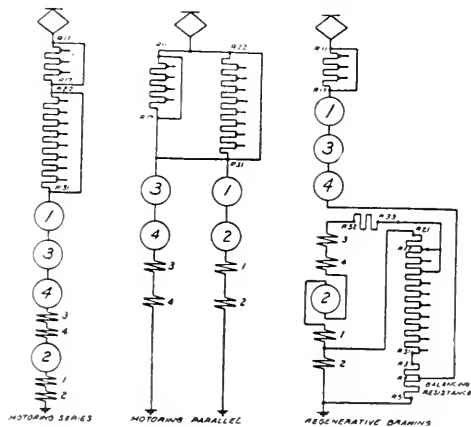 R11
R17
R22
R31
1
3
4
3
4
2
1
2
MOTORING SERIES
R11
R22
R17
R31
3
1
4
2
3
1
4
2
MOTORING PARALLEL
R11
R17
1
3
4
R32
R33
R21
3
4
2
1
2
R31
R5
BALANCING
RESISTANCE
REGENERATIVE BRAKING